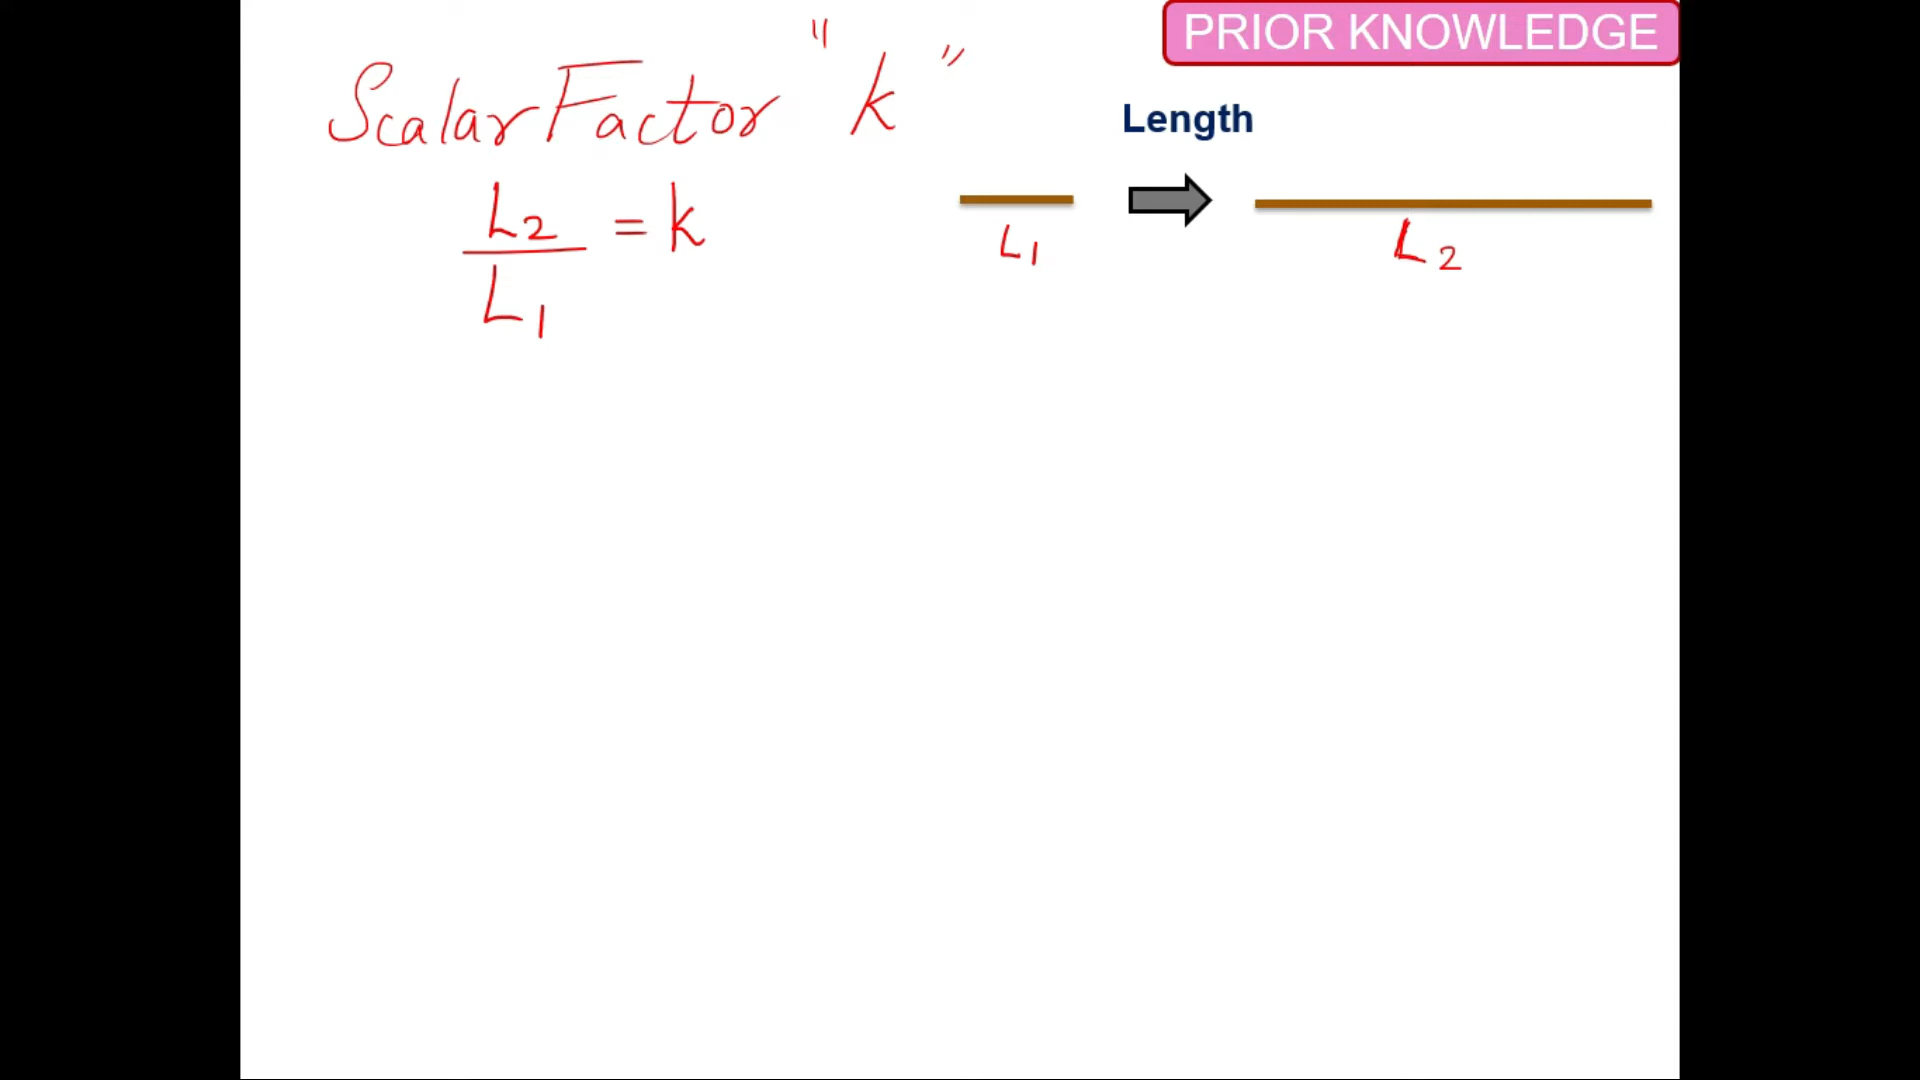 PRIOR KNOWLEDGE
Scalar Factor "k"
Length
L2 / L1 = k
L1
L2